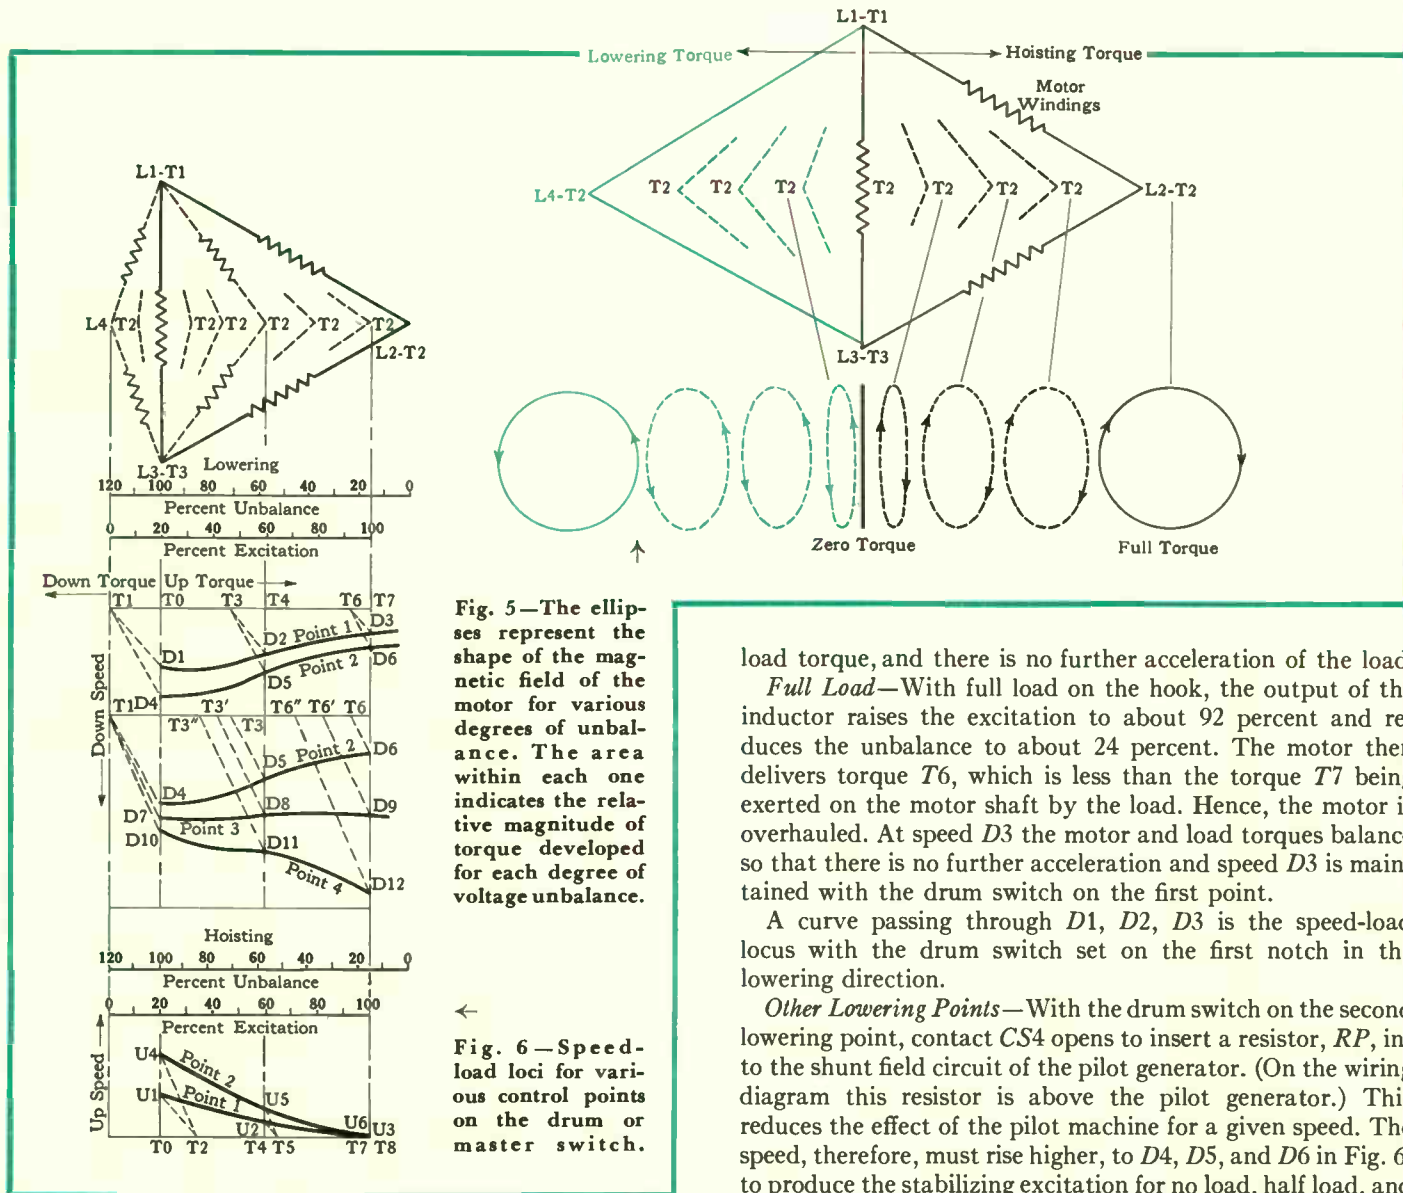 L1-T1
Lowering Torque
Hoisting Torque
Motor
Windings
L4-T2
T2
T2
T2
T2
T2
T2
T2
L2-T2
L3-T3
Zero Torque
Full Torque
L1-T1
L4
T2
T2
T2
T2
T2
T2
L2-T2
L3-T3
Lowering
120 100 80 60 40 20 0
Percent Unbalance
0 20 40 60 80 100
Percent Excitation
Down Torque Up Torque
T1 T0 T3 T4 T6 T7
D1 D2 Point 1 D3
D4 D5 Point 2 D6
Down Speed
T1 T3" T3' T3 T6" T6' T6
D4 D5 Point 2 D6
D7 Point 3 D8 D9
D10 D11 Point 4 D12
Hoisting
120 100 80 60 40 20 0
Percent Unbalance
0 20 40 60 80 100
Percent Excitation
Up Speed
U4 Point 2 U5
U1 Point 1 U2 U6 U3
T0 T2 T4 T5 T7 T8
Fig. 5—The ellip-
ses represent the
shape of the mag-
netic field of the
motor for various
degrees of unbal-
ance. The area
within each one
indicates the rela-
tive magnitude of
torque developed
for each degree of
voltage unbalance.
Fig. 6—Speed-
load loci for vari-
ous control points
on the drum or
master switch.
load torque, and there is no further acceleration of the load
Full Load—With full load on the hook, the output of th
inductor raises the excitation to about 92 percent and re
duces the unbalance to about 24 percent. The motor then
delivers torque T6, which is less than the torque T7 being
exerted on the motor shaft by the load. Hence, the motor i
overhauled. At speed D3 the motor and load torques balanc
so that there is no further acceleration and speed D3 is main
tained with the drum switch on the first point.
A curve passing through D1, D2, D3 is the speed-load
locus with the drum switch set on the first notch in th
lowering direction.
Other Lowering Points—With the drum switch on the second
lowering point, contact CS4 opens to insert a resistor, RP, in
to the shunt field circuit of the pilot generator. (On the wiring
diagram this resistor is above the pilot generator.) Thi
reduces the effect of the pilot machine for a given speed. The
speed, therefore, must rise higher, to D4, D5, and D6 in Fig. 6
to produce the stabilizing excitation for no load, half load, and